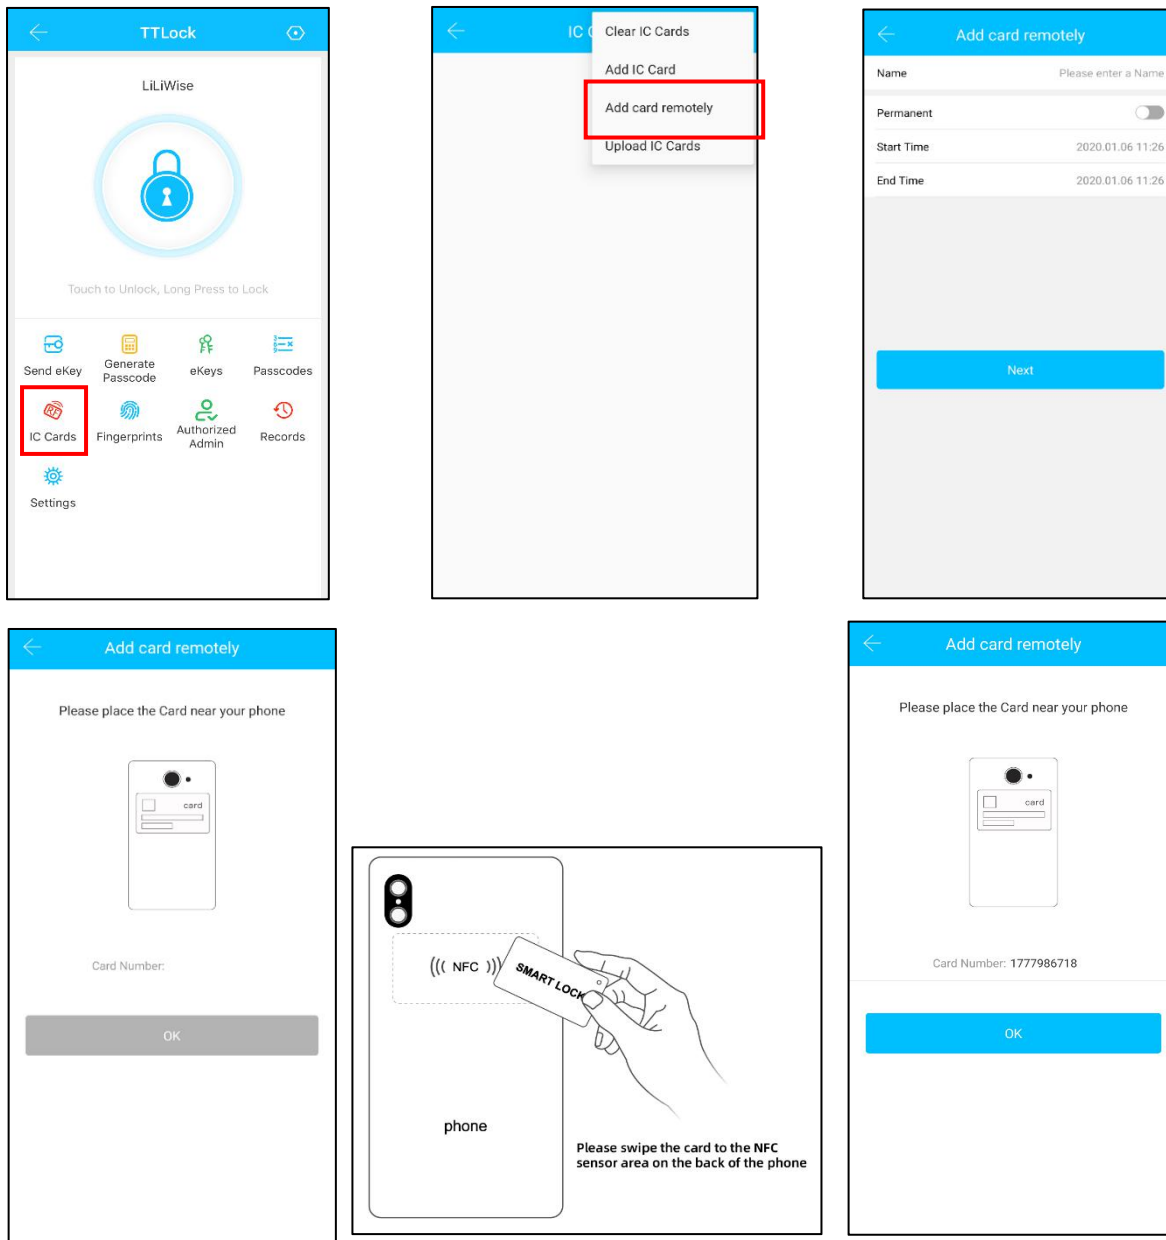 TTLock
LiLiWise
Touch to Unlock, Long Press to Lock
Send eKey
Generate
Passcode
eKeys
Passcodes
RF
IC Cards
Fingerprints
Authorized
Admin
Records
Settings
IC
Clear IC Cards
Add IC Card
Add card remotely
Upload IC Cards
Add card remotely
Name Please enter a Name
Permanent
Start Time 2020.01.06 11:26
End Time 2020.01.06 11:26
Next
Add card remotely
Please place the Card near your phone
card
Card Number:
OK
((( NFC )))
SMART LOCK
phone
Please swipe the card to the NFC
sensor area on the back of the phone
Add card remotely
Please place the Card near your phone
card
Card Number: 1777986718
OK